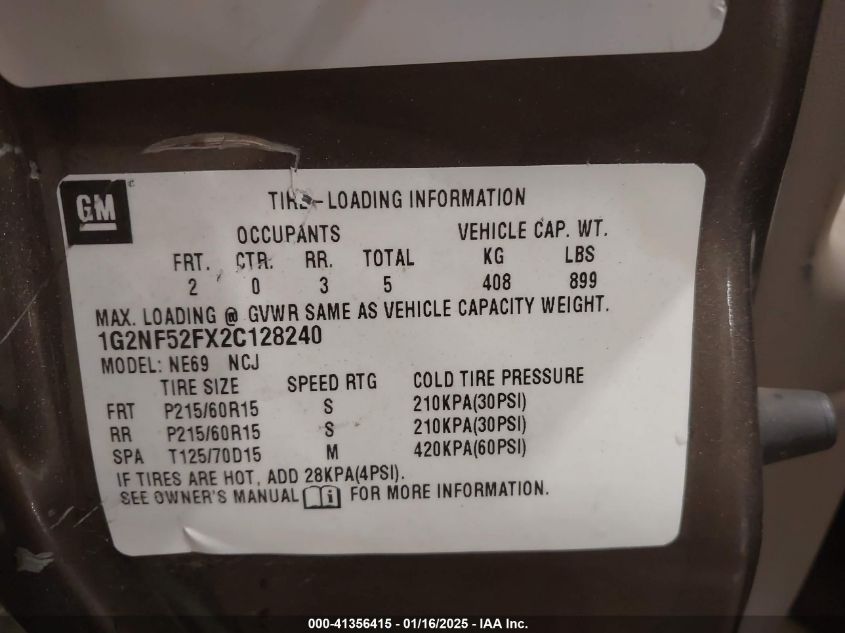 GM
TIRE-LOADING INFORMATION
OCCUPANTS VEHICLE CAP. WT.
FRT. CTR. RR. TOTAL KG LBS
2 0 3 5 408 899
MAX. LOADING @ GVWR SAME AS VEHICLE CAPACITY WEIGHT.
1G2NF52FX2C128240
MODEL: NE69 NCJ
TIRE SIZE SPEED RTG COLD TIRE PRESSURE
FRT P215/60R15 S 210KPA(30PSI)
RR P215/60R15 S 210KPA(30PSI)
SPA T125/70D15 M 420KPA(60PSI)
IF TIRES ARE HOT, ADD 28KPA(4PSI).
SEE OWNER'S MANUAL i FOR MORE INFORMATION.
000-41356415 - 01/16/2025 - IAA Inc.